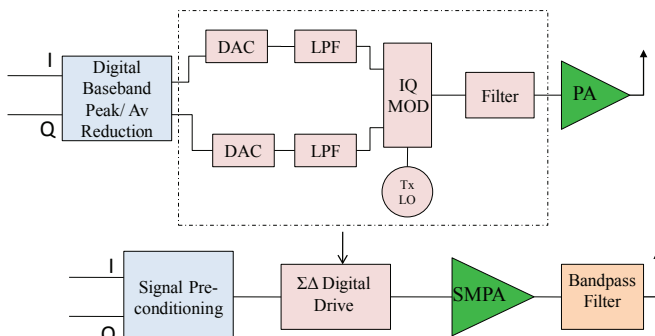 I
Q
Digital
Baseband
Peak/ Av
Reduction
DAC
LPF
DAC
LPF
IQ
MOD
Tx
LO
Filter
PA
I
Q
Signal Pre-
conditioning
ΣΔ Digital
Drive
SMPA
Bandpass
Filter